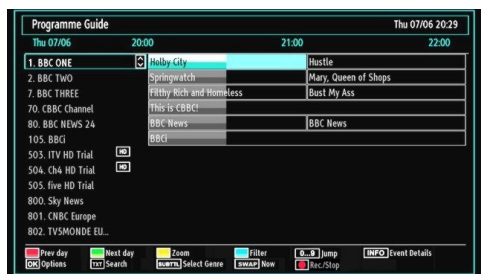 Programme Guide Thu 07/06 20:29
Thu 07/06 20:00 21:00 22:00
1. BBC ONE Holby City Hustle
2. BBC TWO Springwatch Mary, Queen of Shops
7. BBC THREE Filthy Rich and Homeless Bust My Ass
70. CBBC Channel This is CBBC!
80. BBC NEWS 24 BBC News BBC News
105. BBCi BBCi
503. ITV HD Trial HD
504. Ch4 HD Trial HD
505. five HD Trial
800. Sky News
801. CNBC Europe
802. TV5MONDE EU...
Prev day Next day Zoom Filter 0...9 Jump INFO Event Details
OK Options TXT Search SUBTTL Select Genre SWAP Now Rec/Stop